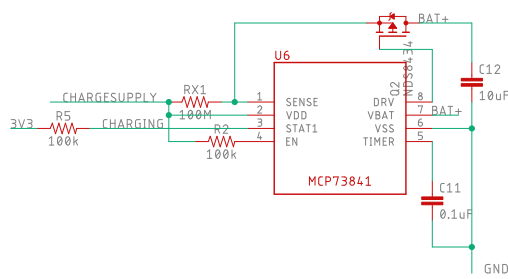 BAT+
U6
Q2
NDS8434
C12
10uF
CHARGESUPPLY
RX1
100M
1
SENSE
DRV
8
2
VDD
VBAT
7
BAT+
3V3
R5
100k
CHARGING
3
STAT1
VSS
6
R2
100k
4
EN
TIMER
5
MCP73841
C11
0.1uF
GND